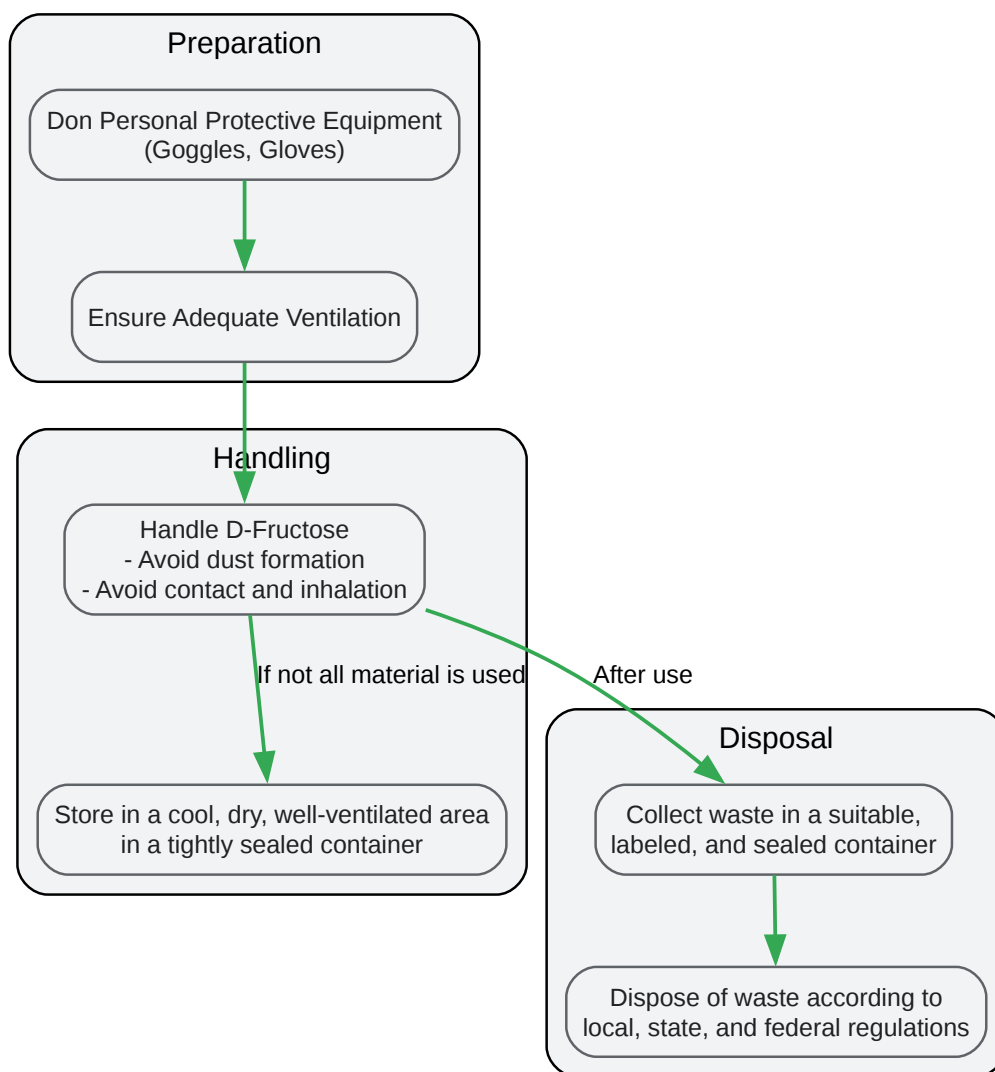 Preparation
Don Personal Protective Equipment
(Goggles, Gloves)
Ensure Adequate Ventilation
Handling
Handle D-Fructose
- Avoid dust formation
- Avoid contact and inhalation
If not all material is used
After use
Disposal
Store in a cool, dry, well-ventilated area
in a tightly sealed container
Collect waste in a suitable,
labeled, and sealed container
Dispose of waste according to
local, state, and federal regulations